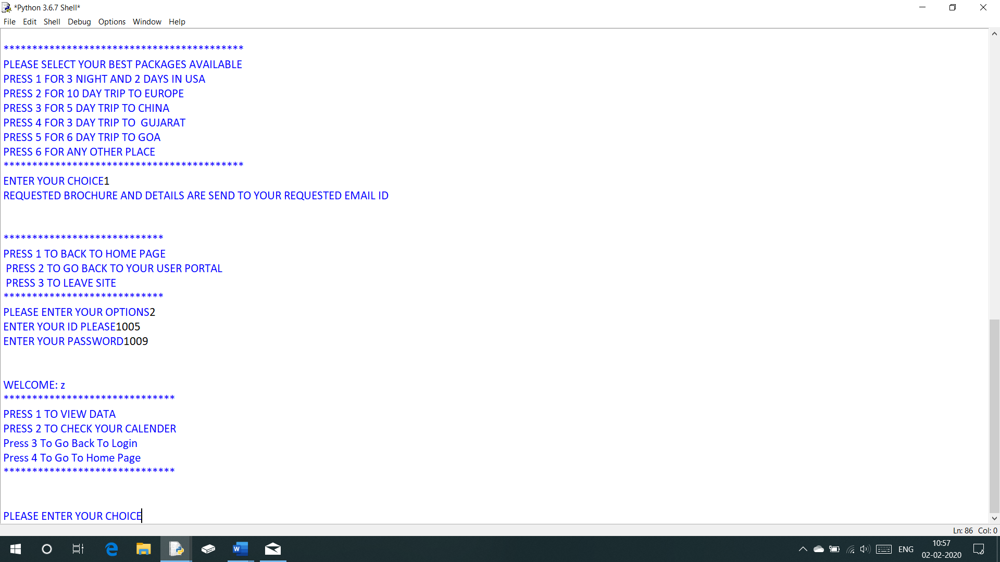 *Python 3.6.7 Shell*
File Edit Shell Debug Options Window Help
******************************************
PLEASE SELECT YOUR BEST PACKAGES AVAILABLE
PRESS 1 FOR 3 NIGHT AND 2 DAYS IN USA
PRESS 2 FOR 10 DAY TRIP TO EUROPE
PRESS 3 FOR 5 DAY TRIP TO CHINA
PRESS 4 FOR 3 DAY TRIP TO  GUJARAT
PRESS 5 FOR 6 DAY TRIP TO GOA
PRESS 6 FOR ANY OTHER PLACE
******************************************
ENTER YOUR CHOICE1
REQUESTED BROCHURE AND DETAILS ARE SEND TO YOUR REQUESTED EMAIL ID
****************************
PRESS 1 TO BACK TO HOME PAGE
 PRESS 2 TO GO BACK TO YOUR USER PORTAL
 PRESS 3 TO LEAVE SITE
****************************
PLEASE ENTER YOUR OPTIONS2
ENTER YOUR ID PLEASE1005
ENTER YOUR PASSWORD1009
WELCOME: z
******************************
PRESS 1 TO VIEW DATA
PRESS 2 TO CHECK YOUR CALENDER
Press 3 To Go Back To Login
Press 4 To Go To Home Page
******************************
PLEASE ENTER YOUR CHOICE
Ln: 86 Col: 0
ENG
10:57
02-02-2020